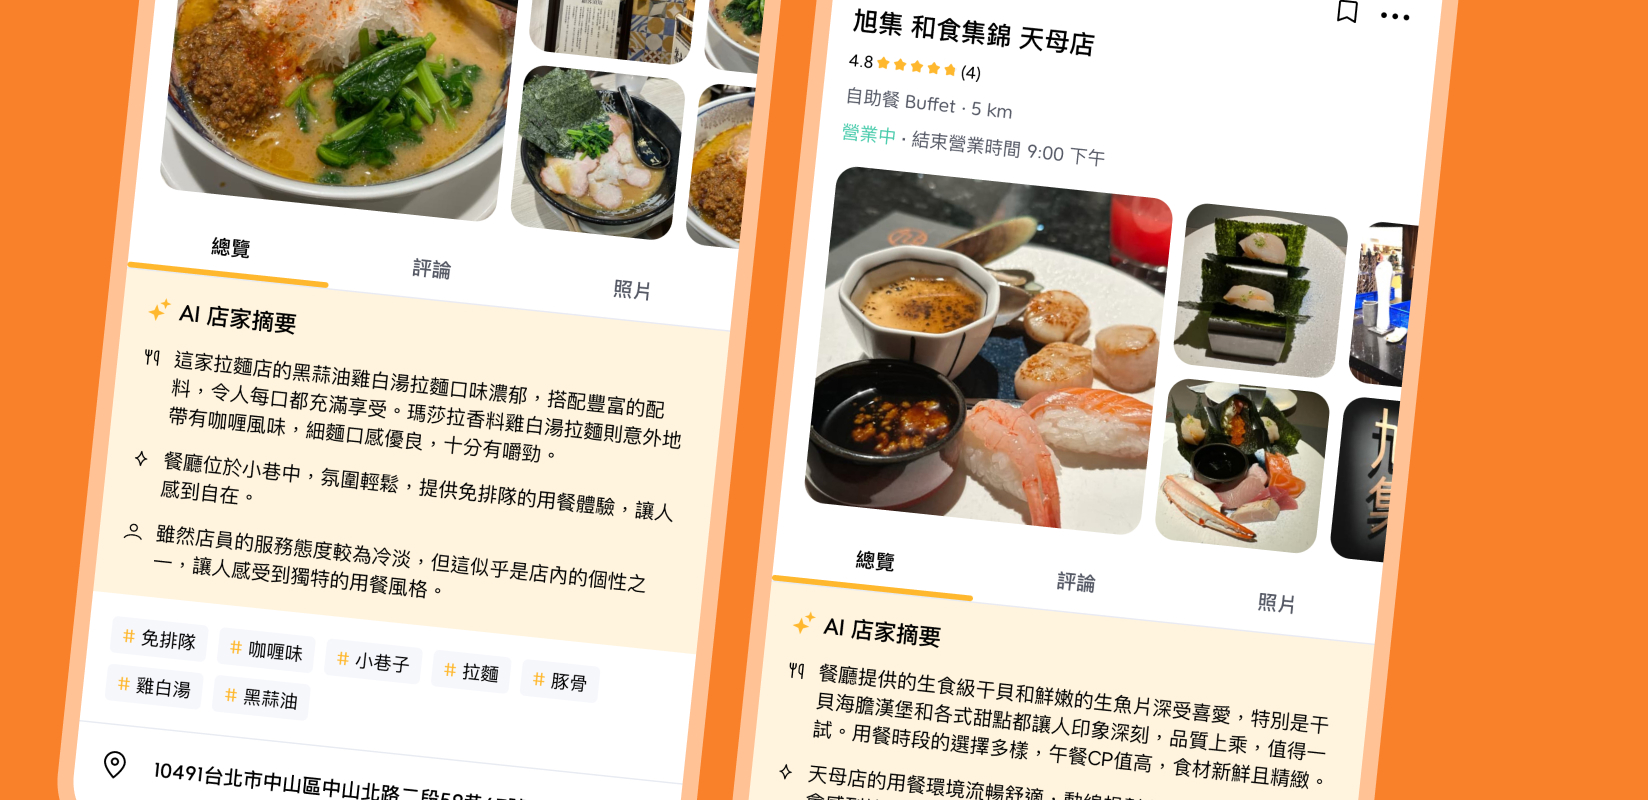 總覽
評論
照片
AI 店家摘要
這家拉麵店的黑蒜油雞白湯拉麵口味濃郁，搭配豐富的配
料，令人每口都充滿享受。瑪莎拉香料雞白湯拉麵則意外地
帶有咖喱風味，細麵口感優良，十分有嚼勁。
餐廳位於小巷中，氛圍輕鬆，提供免排隊的用餐體驗，讓人
感到自在。
雖然店員的服務態度較為冷淡，但這似乎是店內的個性之
一，讓人感受到獨特的用餐風格。
# 免排隊
# 咖喱味
# 小巷子
# 拉麵
# 豚骨
# 雞白湯
# 黑蒜油
10491台北市中山區中山北路二段
旭集 和食集錦 天母店
4.8 (4)
自助餐 Buffet · 5 km
營業中 · 結束營業時間 9:00 下午
旭集
總覽
評論
照片
AI 店家摘要
餐廳提供的生食級干貝和鮮嫩的生魚片深受喜愛，特別是干
貝海膽漢堡和各式甜點都讓人印象深刻，品質上乘，值得一
試。用餐時段的選擇多樣，午餐CP值高，食材新鮮且精緻。
天母店的用餐環境流暢舒適，動線